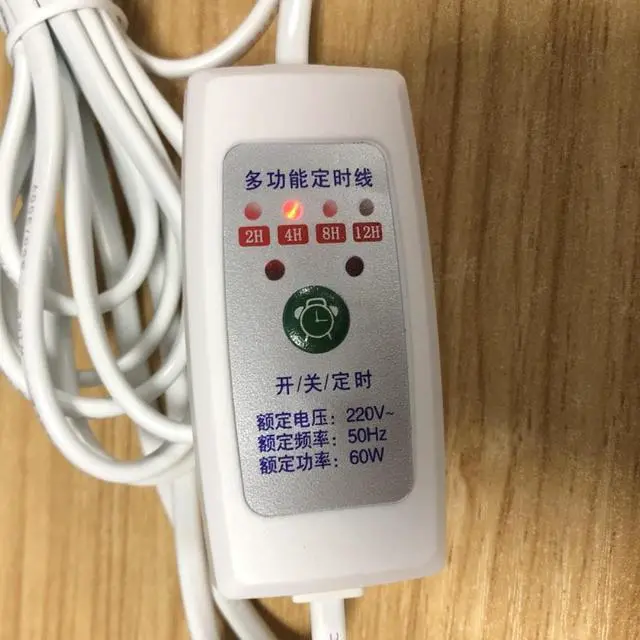 多功能定时线
2H 4H 8H 12H
开/关/定时
额定电压：220V~
额定频率：50Hz
额定功率：60W